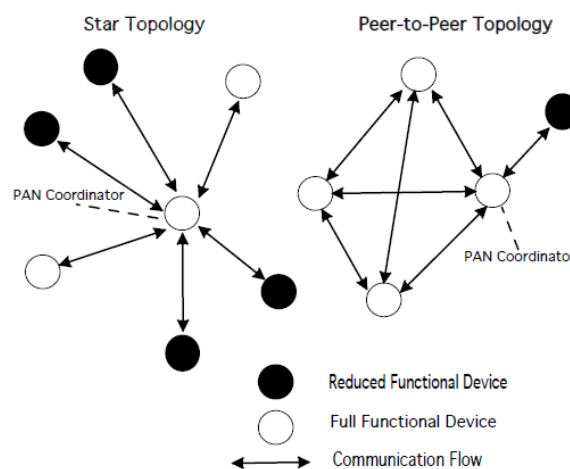 Star Topology
Peer-to-Peer Topology
PAN Coordinator
PAN Coordinato
Reduced Functional Device
Full Functional Device
Communication Flow